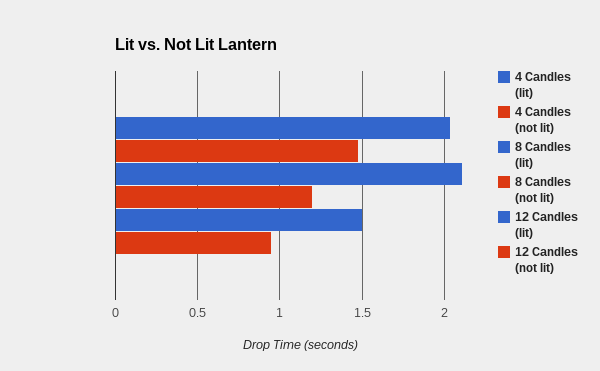 Lit vs. Not Lit Lantern
4 Candles
(lit)
4 Candles
(not lit)
8 Candles
(lit)
8 Candles
(not lit)
12 Candles
(lit)
12 Candles
(not lit)
0 0.5 1 1.5 2
Drop Time (seconds)